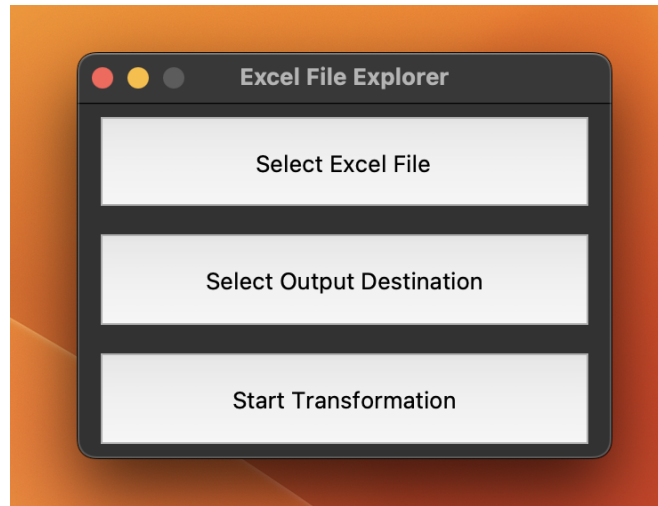 Excel File Explorer
Select Excel File
Select Output Destination
Start Transformation